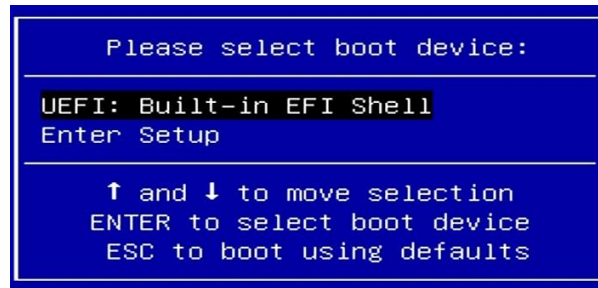 Please select boot device:
UEFI: Built-in EFI Shell
Enter Setup
↑ and ↓ to move selection
ENTER to select boot device
ESC to boot using defaults